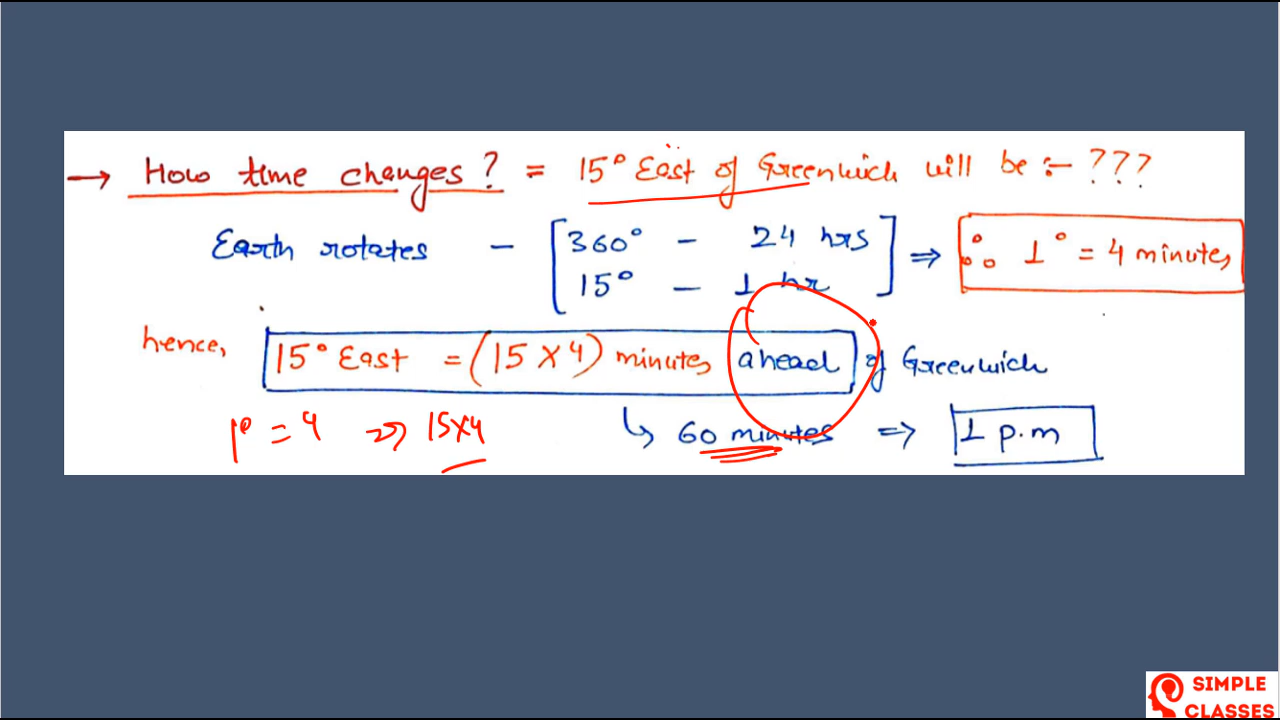 → How time changes? = 15° East of Greenwich will be :- ???
Earth rotates - [360° - 24 hrs
15° - 1 hr] ⇒ ∴ 1° = 4 minutes
hence, 15° East = (15 X 4) minutes ahead of Greenwich
1° = 4 ⇒ 15X4 ↳ 60 minutes ⇒ 1 p.m
SIMPLE
CLASSES